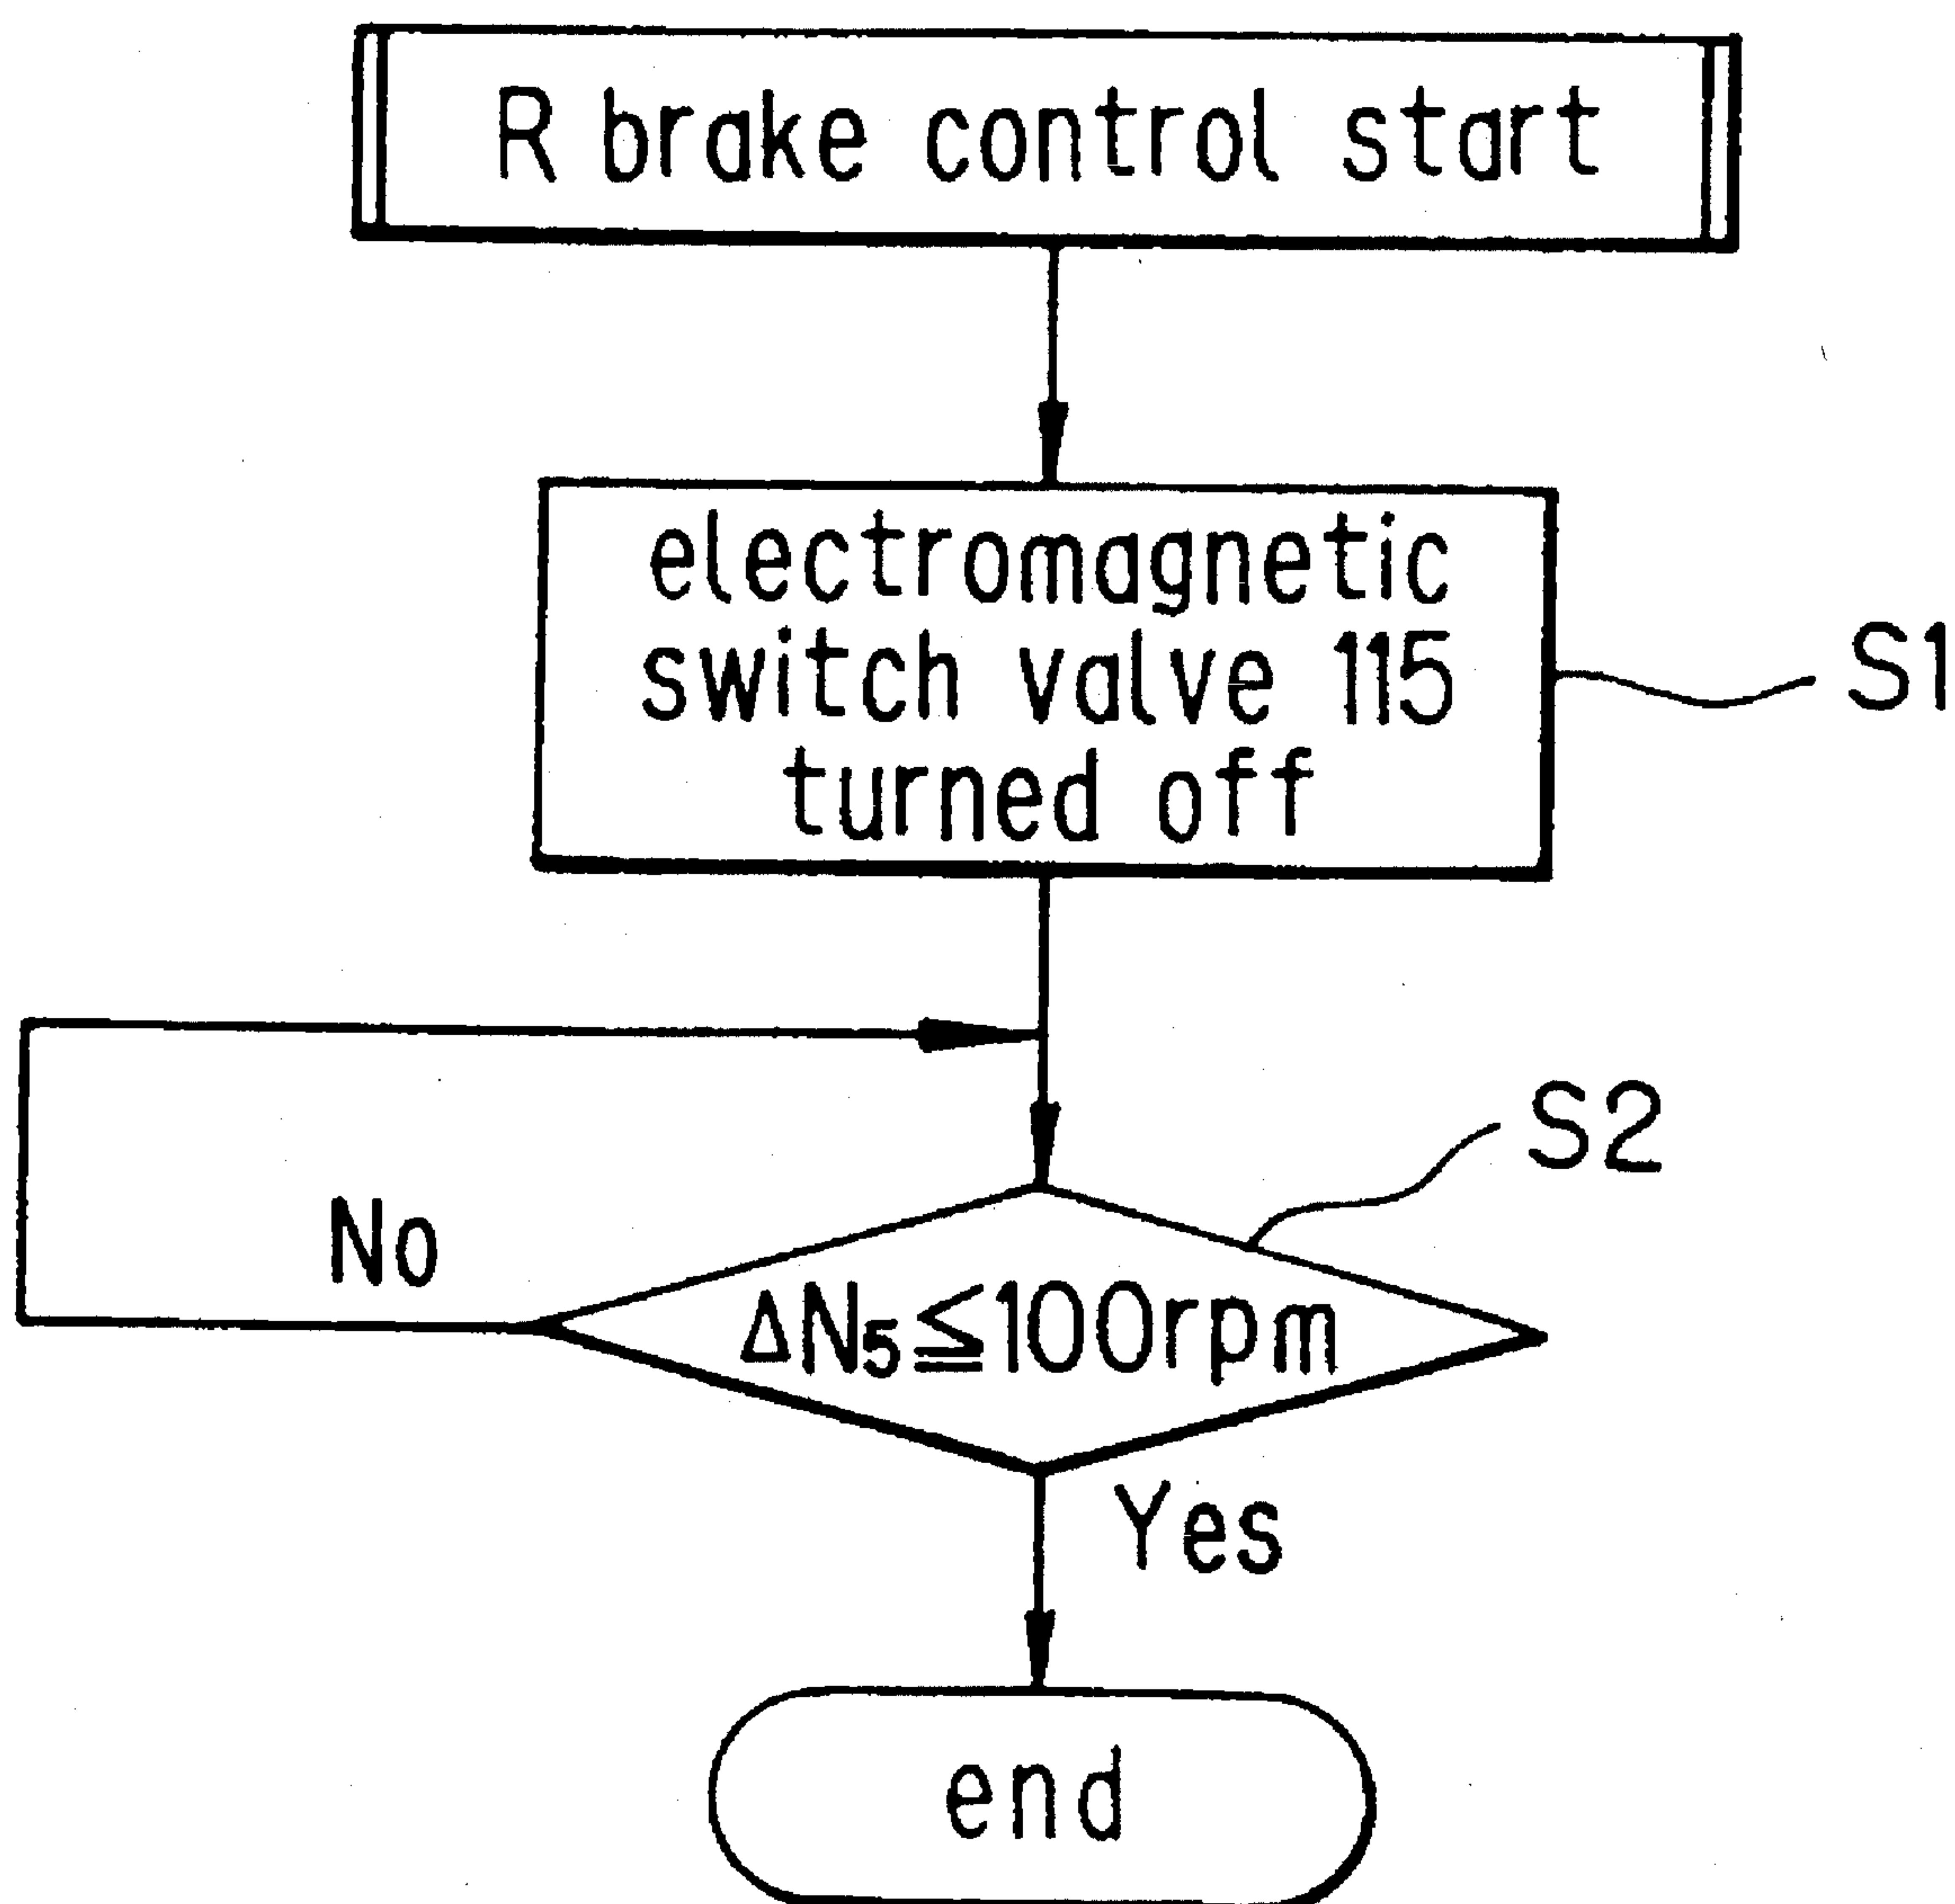 R brake control start
electromagnetic
switch valve 115
turned off
S1
S2
No
ΔN₅≦100rpm
Yes
end